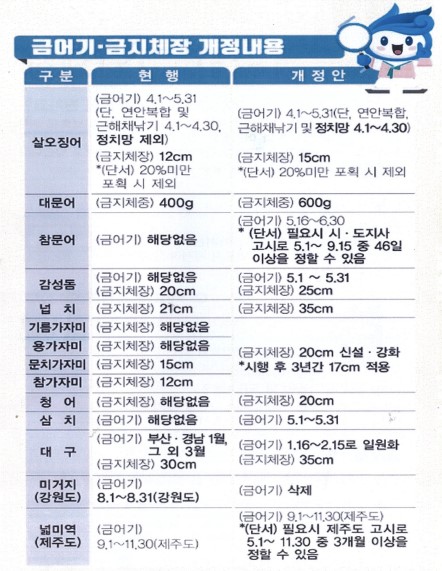 금어기·금지체장 개정내용
구 분 현 행 개 정 안
살오징어
(금어기) 4.1~5.31
(단, 연안복합 및
근해채낚기 4.1~4.30,
정치망 제외)
(금지체장) 12cm
*(단서) 20%미만
포획 시 제외
(금어기) 4.1~5.31(단, 연안복합,
근해채낚기 및 정치망 4.1~4.30)
(금지체장) 15cm
*(단서) 20%미만 포획 시 제외
대문어 (금지체중) 400g (금지체중) 600g
참문어 (금어기) 해당없음
(금어기) 5.16~6.30
* (단서) 필요시 시·도지사
고시로 5.1~ 9.15 중 46일
이상을 정할 수 있음
감성돔
(금어기) 해당없음
(금지체장) 20cm
(금어기) 5.1 ~ 5.31
(금지체장) 25cm
넙 치 (금지체장) 21cm (금지체장) 35cm
기름가자미 (금지체장) 해당없음
용가자미 (금지체장) 해당없음
문치가자미 (금지체장) 15cm
참가자미 (금지체장) 12cm
(금지체장) 20cm 신설·강화
*시행 후 3년간 17cm 적용
청 어 (금지체장) 해당없음 (금지체장) 20cm
삼 치 (금어기) 해당없음 (금어기) 5.1~5.31
대 구
(금어기) 부산·경남 1월,
그 외 3월
(금지체장) 30cm
(금어기) 1.16~2.15로 일원화
(금지체장) 35cm
미거지
(강원도)
(금어기)
8.1~8.31(강원도)
(금어기) 삭제
넓미역
(제주도)
(금어기)
9.1~11.30(제주도)
(금어기) 9.1~11.30(제주도)
*(단서) 필요시 제주도 고시로
5.1~ 11.30 중 3개월 이상을
정할 수 있음